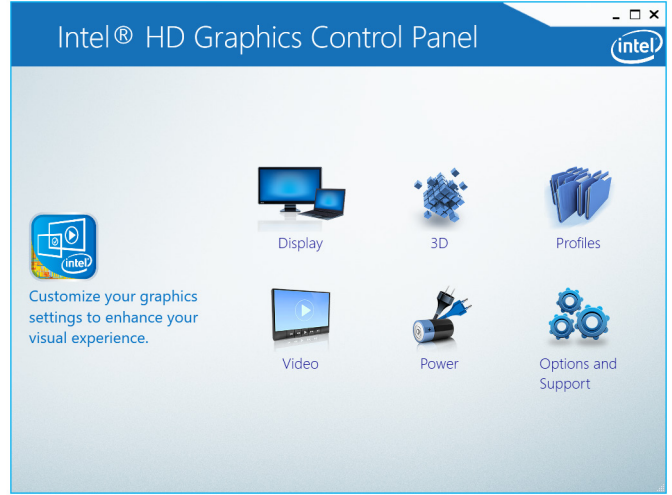 Intel® HD Graphics Control Panel
intel
Display
3D
Profiles
intel
Customize your graphics
settings to enhance your
visual experience.
Video
Power
Options and
Support